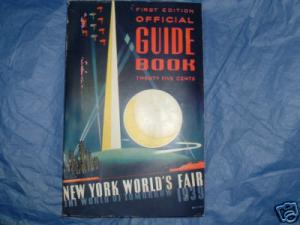 FIRST EDITION
OFFICIAL
GUIDE
BOOK
TWENTY FIVE CENTS
NEW YORK WORLD'S FAIR
THE WORLD OF TOMORROW 1939